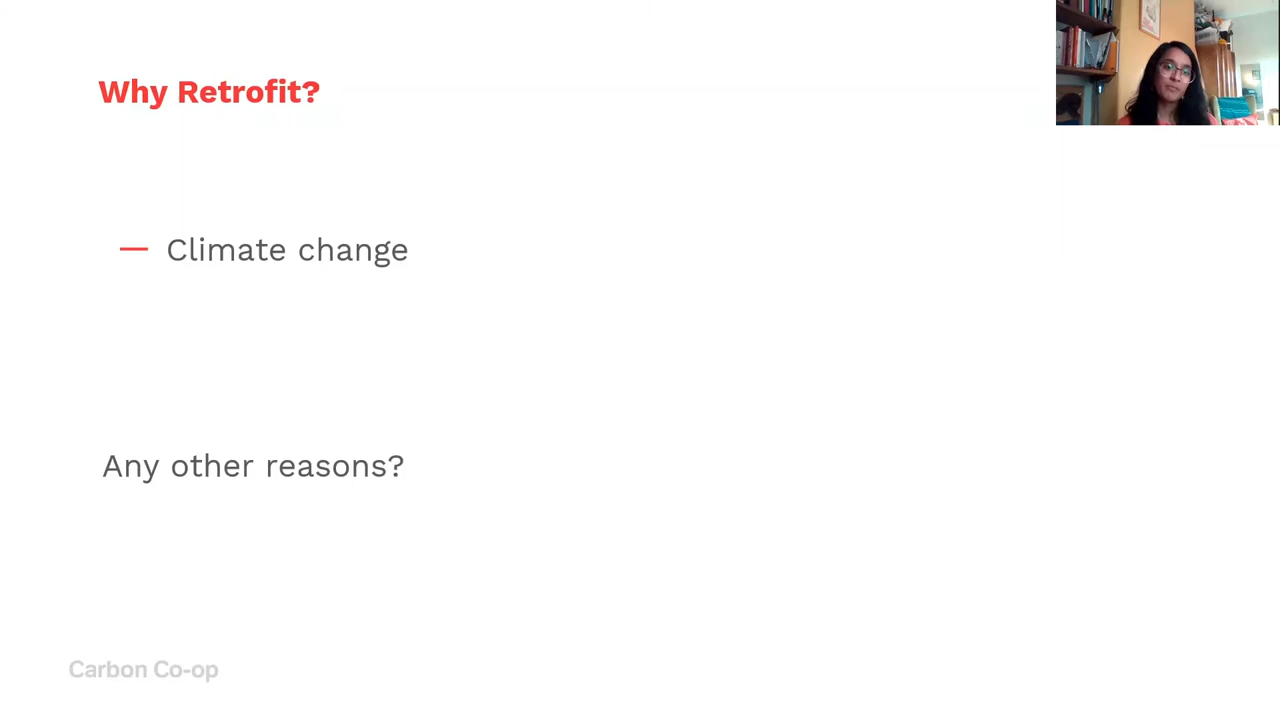 Why Retrofit?
— Climate change
Any other reasons?
Carbon Co-op